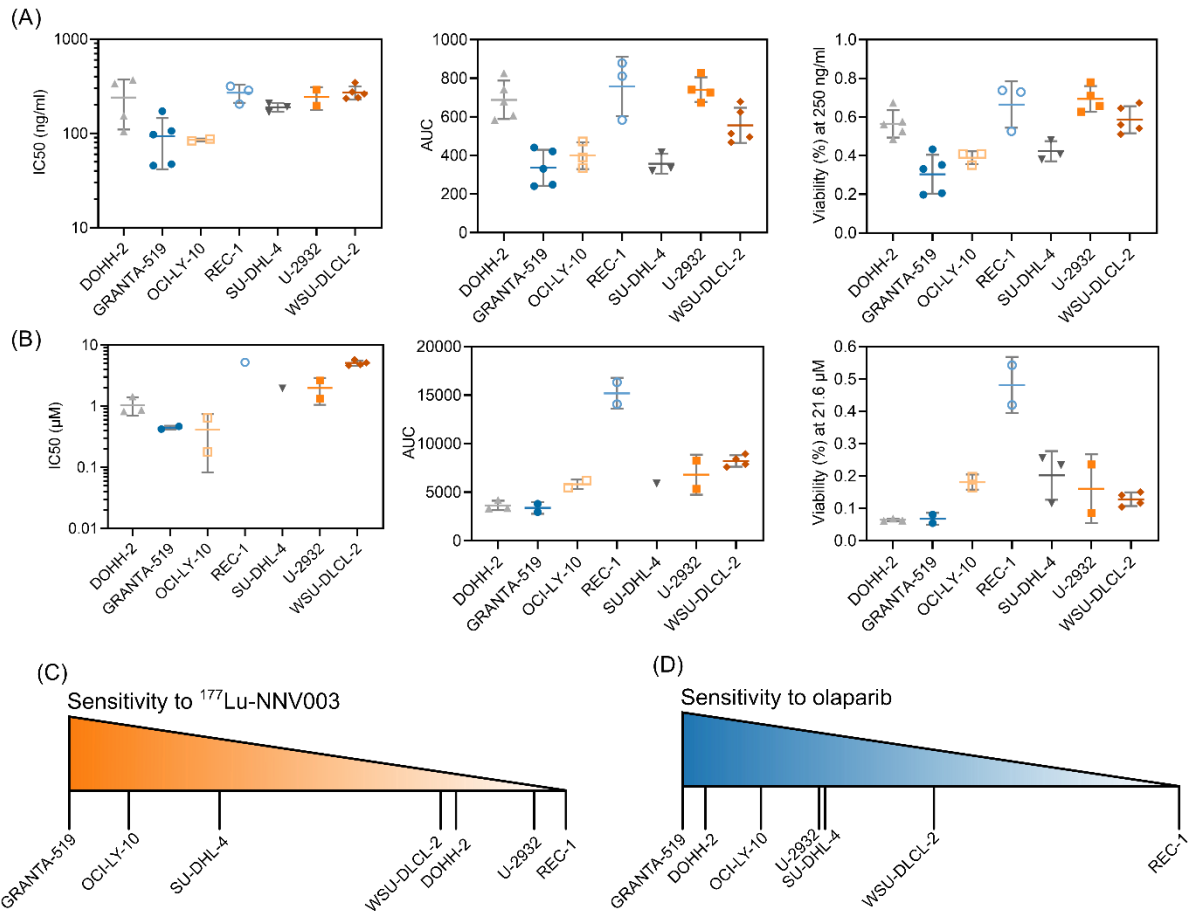 (A)
1000
100
10
IC50 (ng/ml)
DOHH-2
GRANTA-519
OCI-LY-10
REC-1
SU-DHL-4
U-2932
WSU-DLCL-2
1000
800
600
400
200
0
AUC
DOHH-2
GRANTA-519
OCI-LY-10
REC-1
SU-DHL-4
U-2932
WSU-DLCL-2
1.0
0.8
0.6
0.4
0.2
0.0
Viability (%) at 250 ng/ml
DOHH-2
GRANTA-519
OCI-LY-10
REC-1
SU-DHL-4
U-2932
WSU-DLCL-2
(B)
10
1
0.1
0.01
IC50 (µM)
DOHH-2
GRANTA-519
OCI-LY-10
REC-1
SU-DHL-4
U-2932
WSU-DLCL-2
20000
15000
10000
5000
0
AUC
DOHH-2
GRANTA-519
OCI-LY-10
REC-1
SU-DHL-4
U-2932
WSU-DLCL-2
0.6
0.5
0.4
0.3
0.2
0.1
0.0
Viability (%) at 21.6 µM
DOHH-2
GRANTA-519
OCI-LY-10
REC-1
SU-DHL-4
U-2932
WSU-DLCL-2
(C)
Sensitivity to ¹⁷⁷Lu-NNV003
GRANTA-519
OCI-LY-10
SU-DHL-4
WSU-DLCL-2
DOHH-2
U-2932
REC-1
(D)
Sensitivity to olaparib
GRANTA-519
DOHH-2
OCI-LY-10
U-2932
SU-DHL-4
WSU-DLCL-2
REC-1